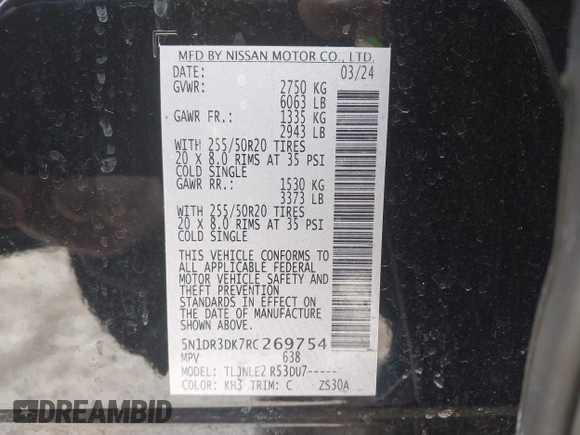 MFD BY NISSAN MOTOR CO., LTD.
DATE: 03/24
GVWR: 2750 KG
6063 LB
GAWR FR.: 1335 KG
2943 LB
WITH 255/50R20 TIRES
20 X 8.0 RIMS AT 35 PSI
COLD SINGLE
GAWR RR.: 1530 KG
3373 LB
WITH 255/50R20 TIRES
20 X 8.0 RIMS AT 35 PSI
COLD SINGLE
THIS VEHICLE CONFORMS TO
ALL APPLICABLE FEDERAL
MOTOR VEHICLE SAFETY AND
THEFT PREVENTION
STANDARDS IN EFFECT ON
THE DATE OF MANUFACTURE
SHOWN ABOVE.
5N1DR3DK7RC269754
MPV 638
MODEL: TLJNLE2 R53DU7-----
COLOR: KH3 TRIM: C ZS30A